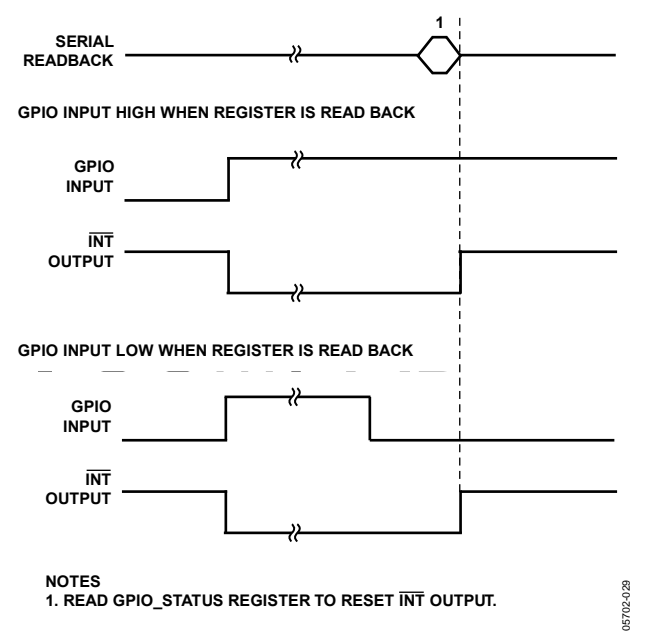 1
SERIAL
READBACK
GPIO INPUT HIGH WHEN REGISTER IS READ BACK
GPIO
INPUT
INT
OUTPUT
GPIO INPUT LOW WHEN REGISTER IS READ BACK
GPIO
INPUT
INT
OUTPUT
NOTES
1. READ GPIO_STATUS REGISTER TO RESET INT OUTPUT.
05702-029